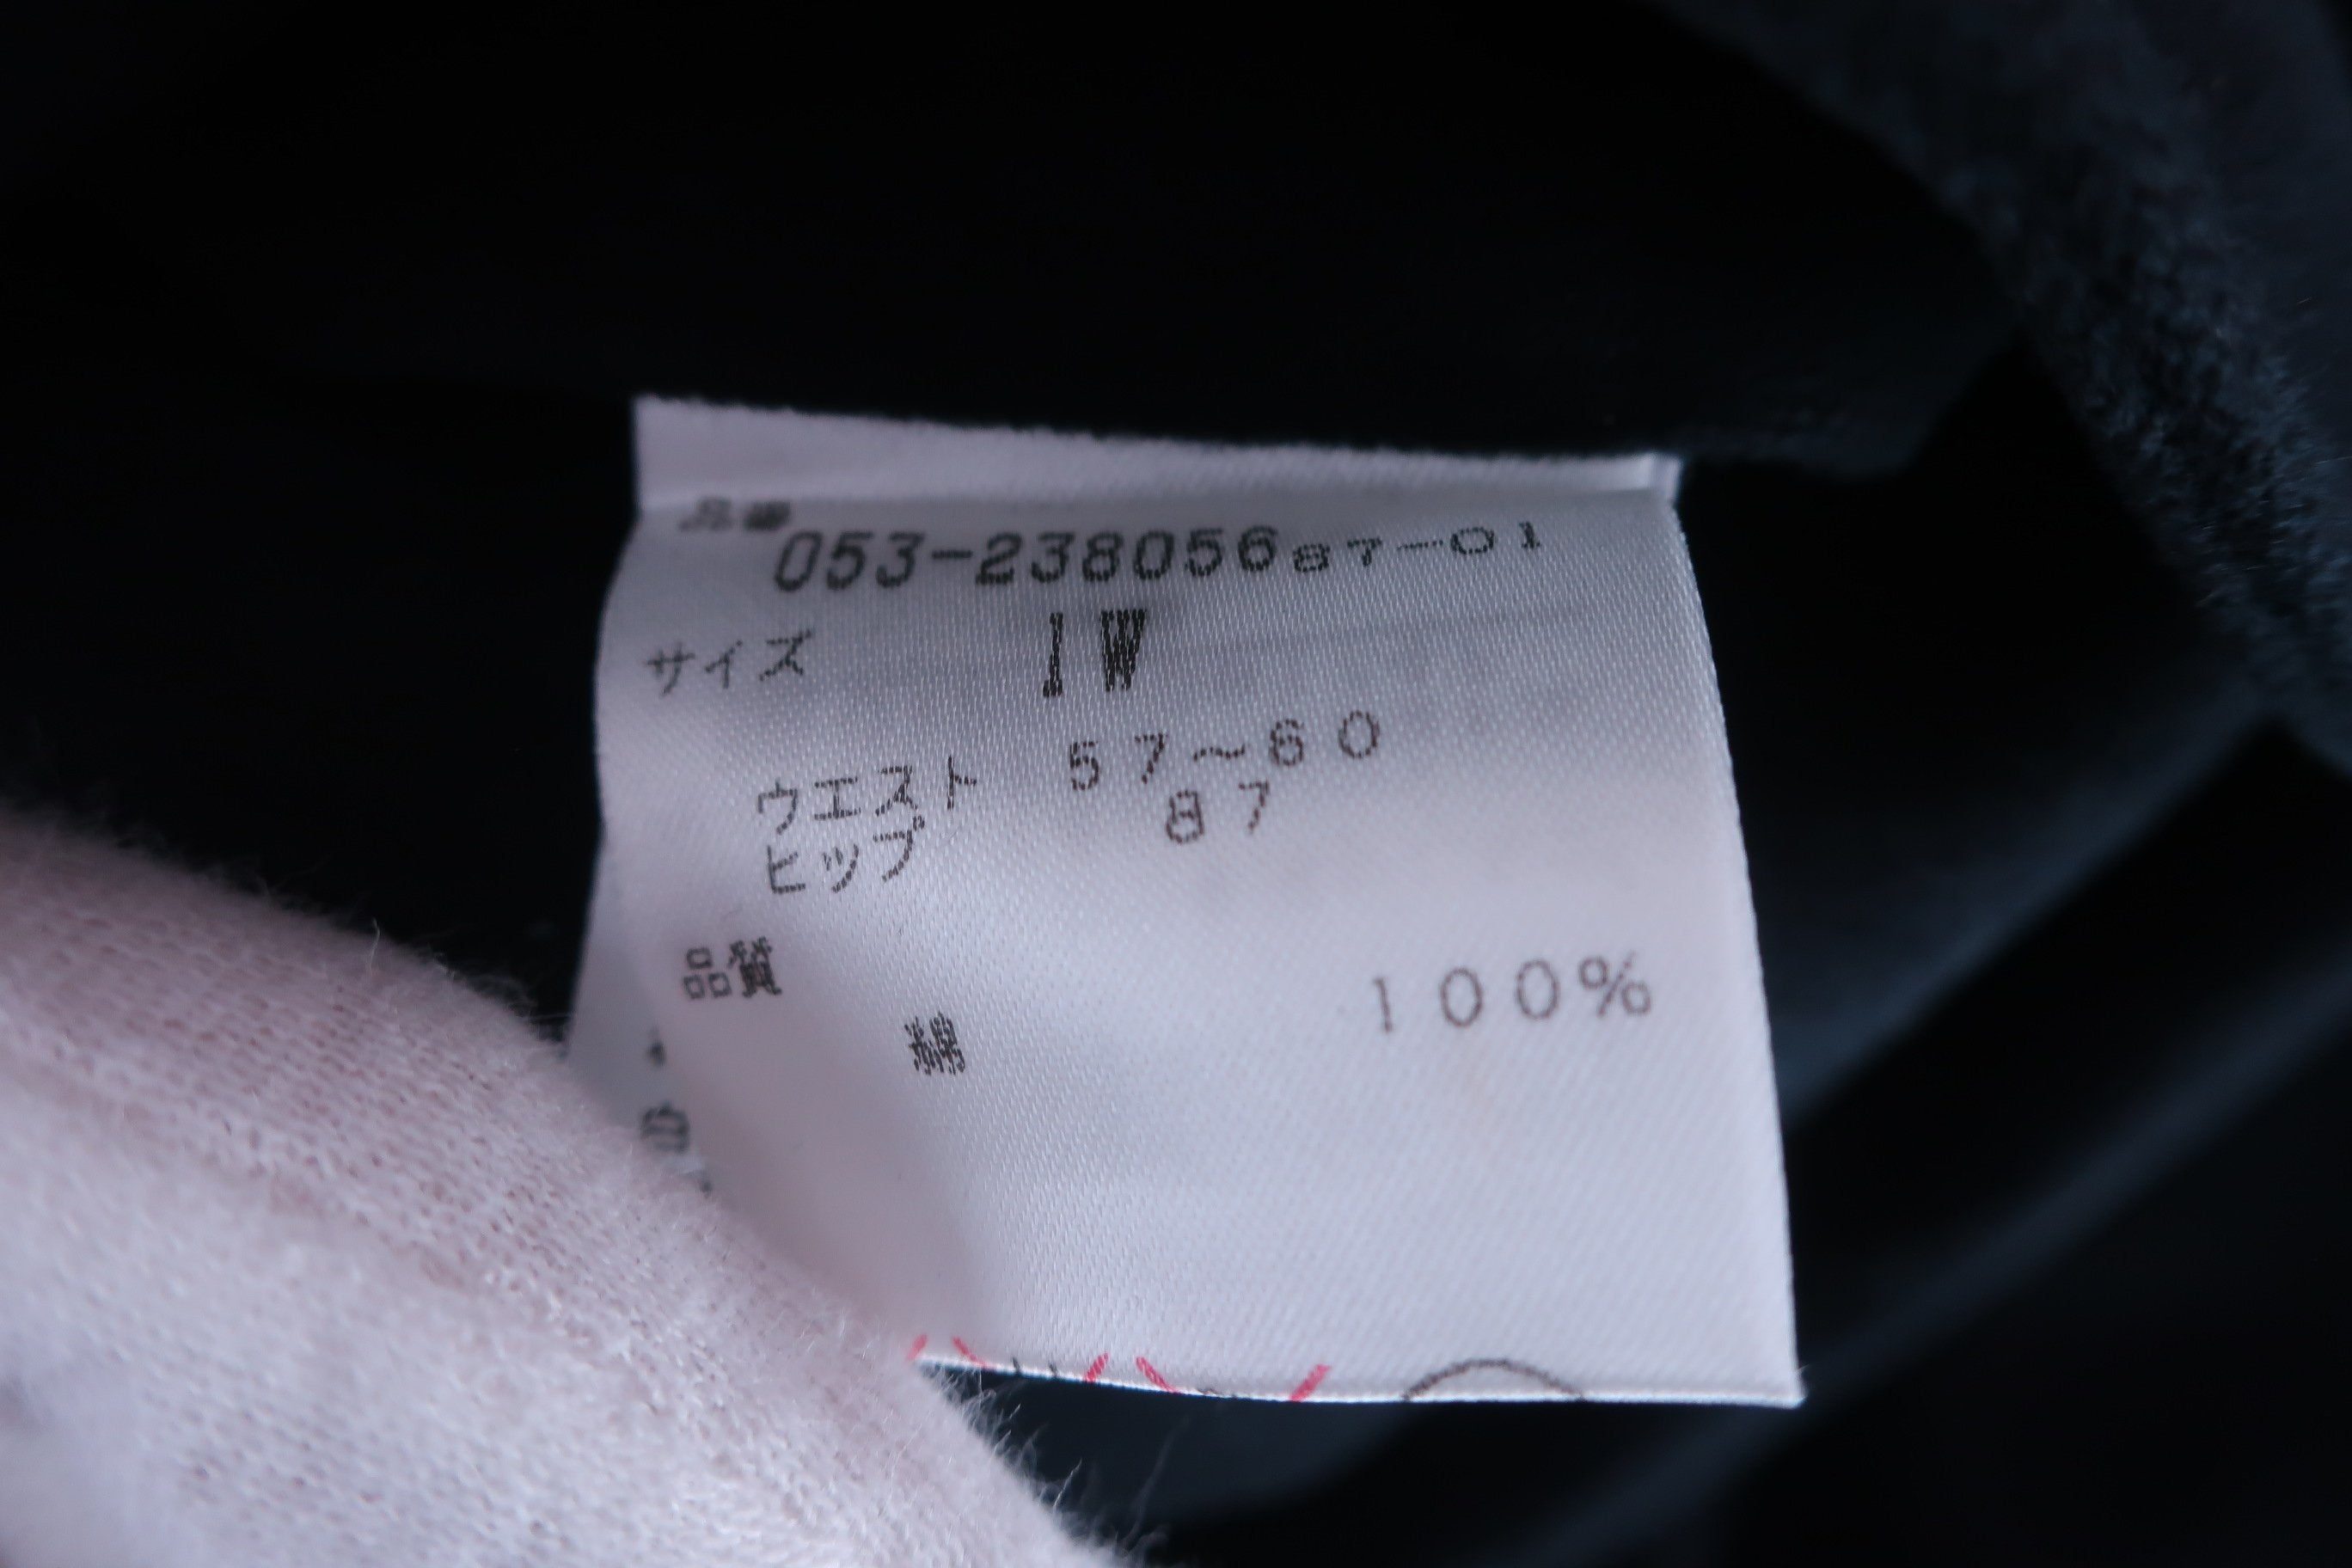 品番
053-238056 87-01
サイズ IW
ウエスト 57~60
ヒップ 87
品質
綿 100%